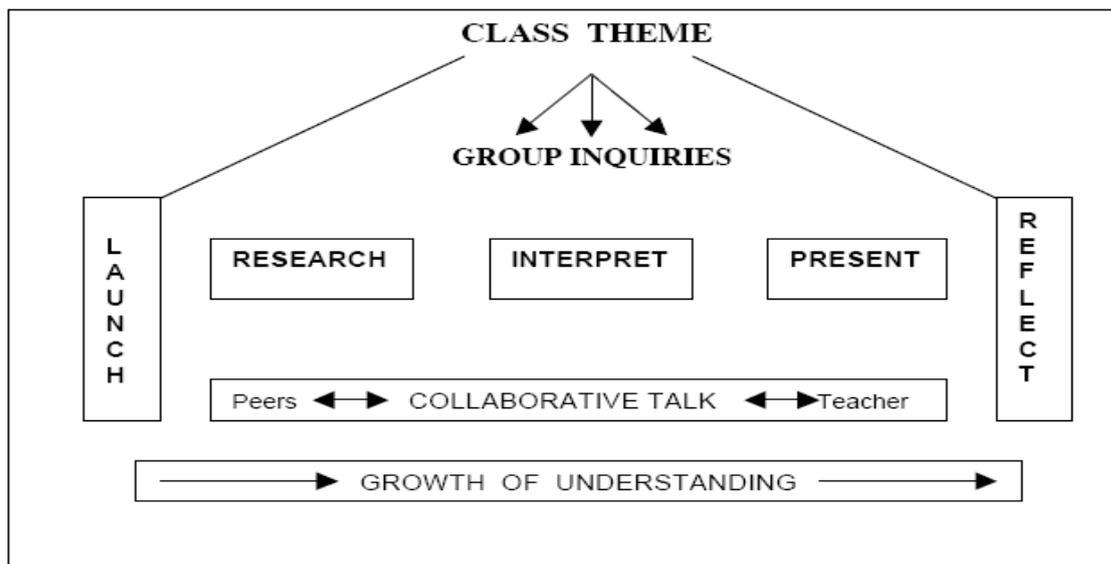 CLASS THEME
GROUP INQUIRIES
LAUNCH
RESEARCH
INTERPRET
PRESENT
REFLECT
Peers COLLABORATIVE TALK Teacher
GROWTH OF UNDERSTANDING